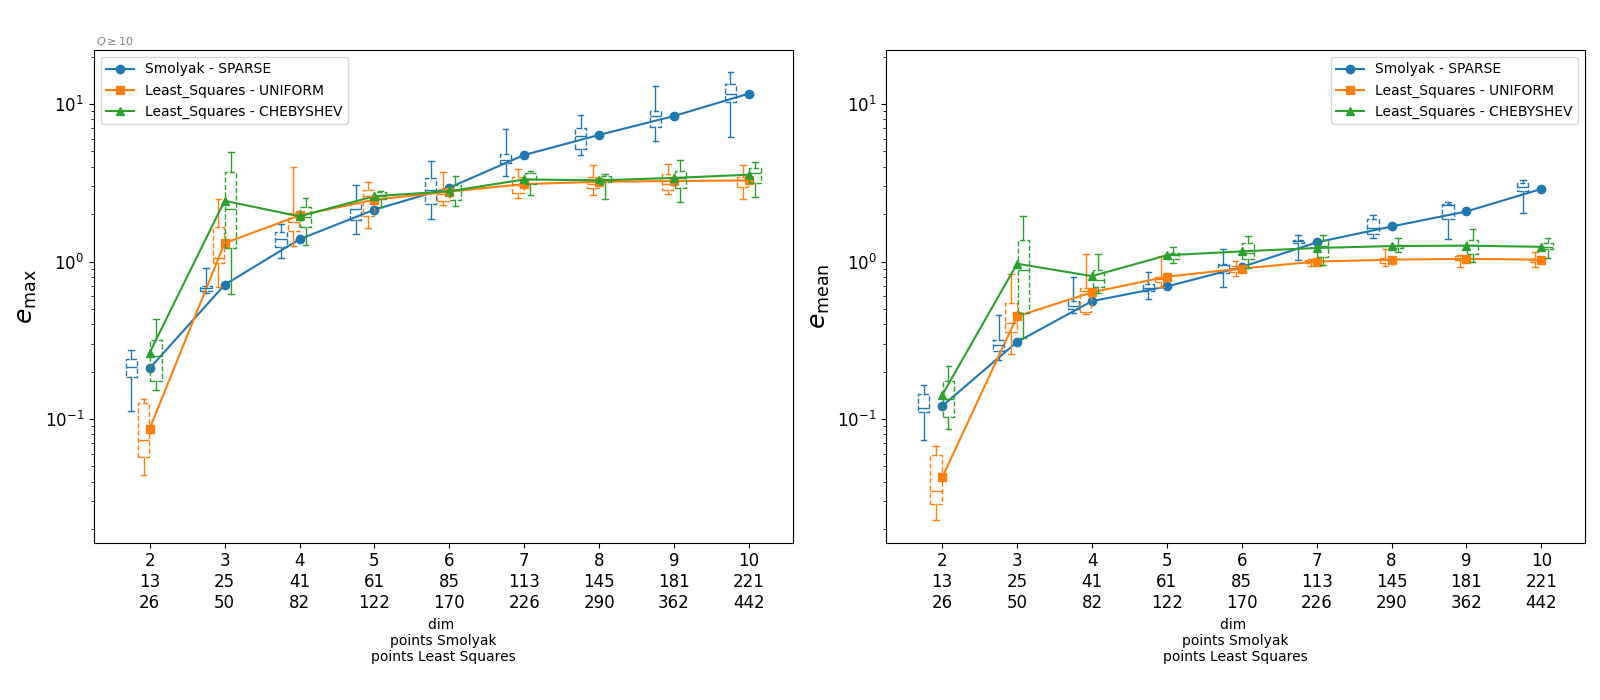 Q ≥ 10
Smolyak - SPARSE
Least_Squares - UNIFORM
Least_Squares - CHEBYSHEV
10¹
10⁰
10⁻¹
e_max
2 3 4 5 6 7 8 9 10
13 25 41 61 85 113 145 181 221
26 50 82 122 170 226 290 362 442
dim
points Smolyak
points Least Squares
Smolyak - SPARSE
Least_Squares - UNIFORM
Least_Squares - CHEBYSHEV
10¹
10⁰
10⁻¹
e_mean
2 3 4 5 6 7 8 9 10
13 25 41 61 85 113 145 181 221
26 50 82 122 170 226 290 362 442
dim
points Smolyak
points Least Squares